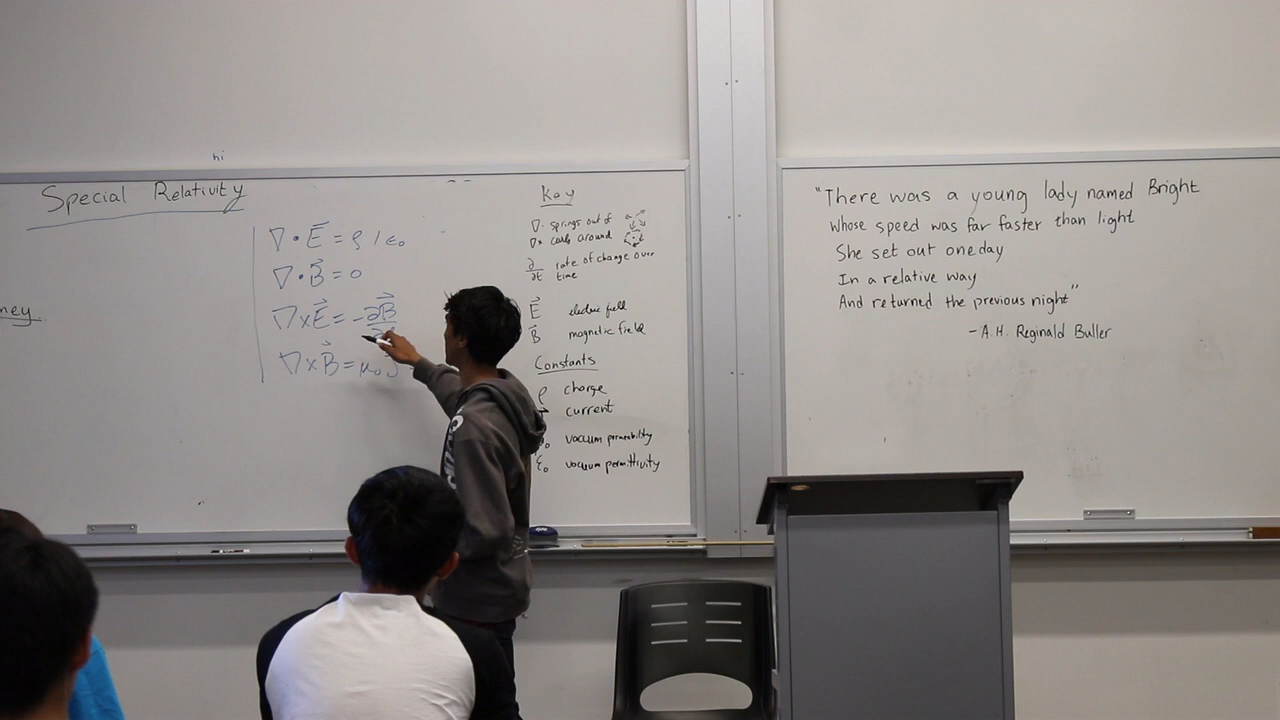 hi
Special Relativity
ney
∇ • E⃗ = ρ / ε₀
∇ • B⃗ = 0
∇ x E⃗ = - ∂B⃗
∇ x B⃗ = μ₀ J
Key
∇· springs out of
∇x curls around
∂/∂t rate of change over
time
E⃗ electric field
B⃗ magnetic field
Constants
ρ charge
current
vacuum permeability
ε₀ vacuum permittivity
"There was a young lady named Bright
Whose speed was far faster than light
She set out one day
In a relative way
And returned the previous night"
-A.H. Reginald Buller